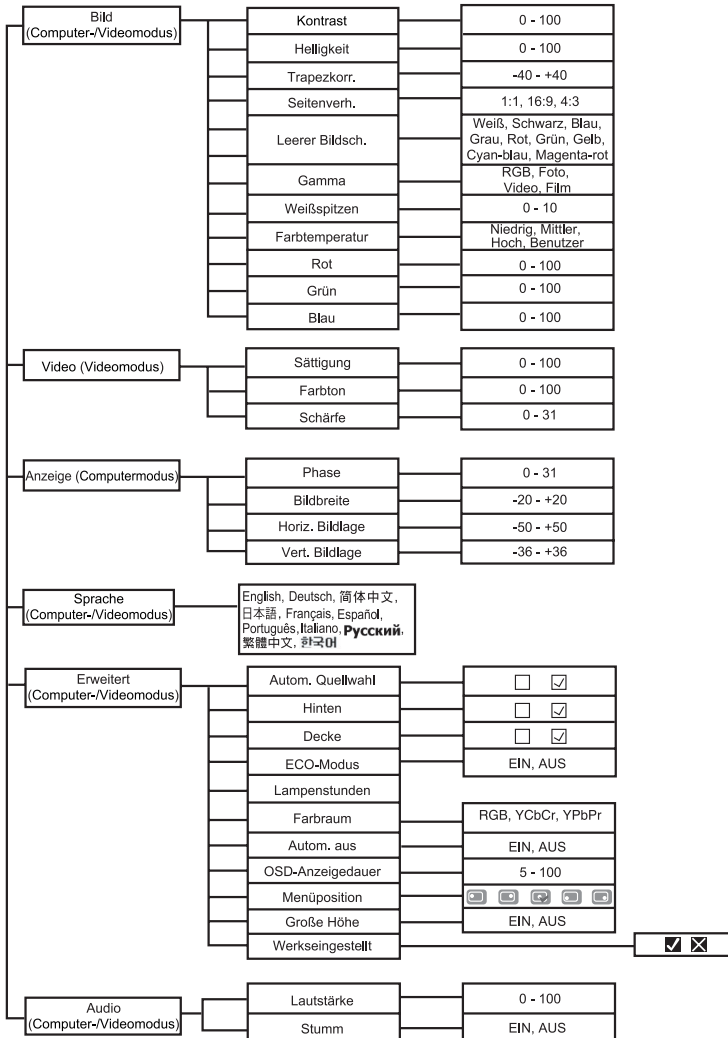 Bild
(Computer-/Videomodus)
Kontrast
0 - 100
Helligkeit
0 - 100
Trapezkorr.
-40 - +40
Seitenverh.
1:1, 16:9, 4:3
Leerer Bildsch.
Weiß, Schwarz, Blau,
Grau, Rot, Grün, Gelb,
Cyan-blau, Magenta-rot
Gamma
RGB, Foto,
Video, Film
Weißspitzen
0 - 10
Farbtemperatur
Niedrig, Mittler,
Hoch, Benutzer
Rot
0 - 100
Grün
0 - 100
Blau
0 - 100
Video (Videomodus)
Sättigung
0 - 100
Farbton
0 - 100
Schärfe
0 - 31
Anzeige (Computermodus)
Phase
0 - 31
Bildbreite
-20 - +20
Horiz. Bildlage
-50 - +50
Vert. Bildlage
-36 - +36
Sprache
(Computer-/Videomodus)
English, Deutsch, 简体中文,
日本語, Français, Español,
Português, Italiano, Русский,
繁體中文, 한국어
Erweitert
(Computer-/Videomodus)
Autom. Quellwahl
Hinten
Decke
ECO-Modus
EIN, AUS
Lampenstunden
Farbraum
RGB, YCbCr, YPbPr
Autom. aus
EIN, AUS
OSD-Anzeigedauer
5 - 100
Menüposition
Große Höhe
EIN, AUS
Werkseingestellt
Audio
(Computer-/Videomodus)
Lautstärke
0 - 100
Stumm
EIN, AUS